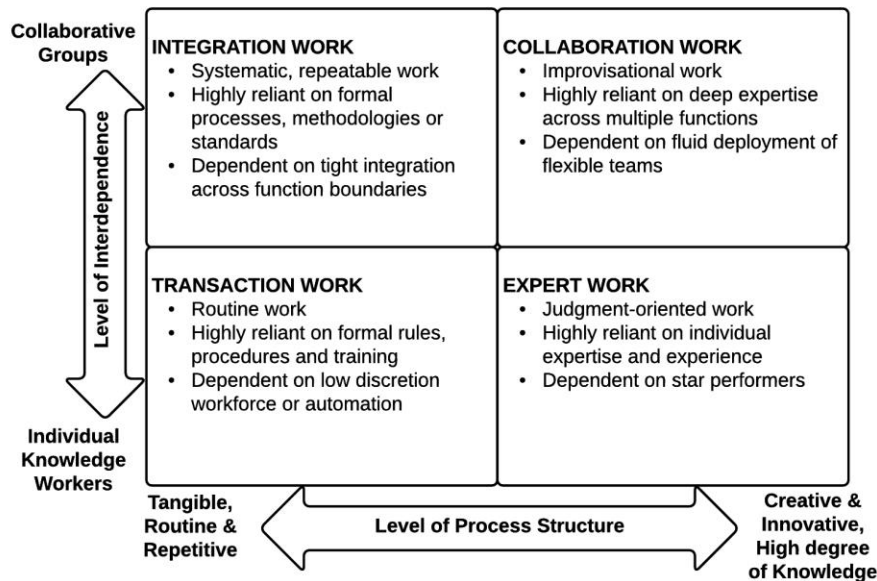 Collaborative
Groups
Level of Interdependence
Individual
Knowledge
Workers
INTEGRATION WORK
• Systematic, repeatable work
• Highly reliant on formal
processes, methodologies or
standards
• Dependent on tight integration
across function boundaries
COLLABORATION WORK
• Improvisational work
• Highly reliant on deep expertise
across multiple functions
• Dependent on fluid deployment of
flexible teams
TRANSACTION WORK
• Routine work
• Highly reliant on formal rules,
procedures and training
• Dependent on low discretion
workforce or automation
EXPERT WORK
• Judgment-oriented work
• Highly reliant on individual
expertise and experience
• Dependent on star performers
Tangible,
Routine &
Repetitive
Level of Process Structure
Creative &
Innovative,
High degree
of Knowledge